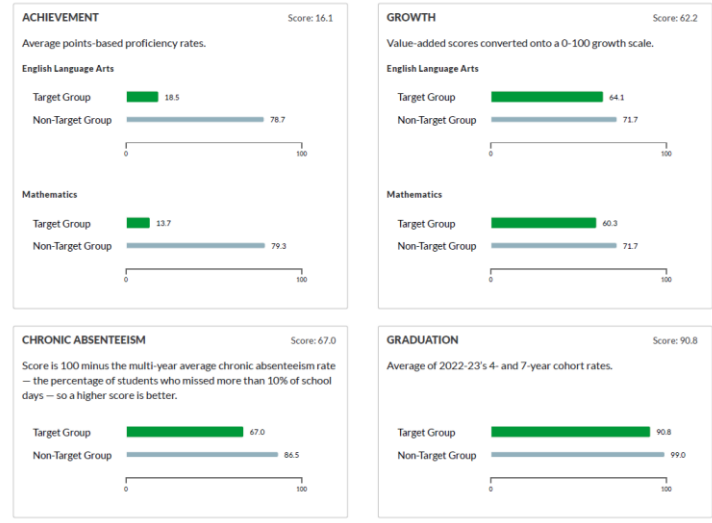 ACHIEVEMENT Score: 16.1
Average points-based proficiency rates.
English Language Arts
Target Group 18.5
Non-Target Group 78.7
0 100
Mathematics
Target Group 13.7
Non-Target Group 79.3
0 100
GROWTH Score: 62.2
Value-added scores converted onto a 0-100 growth scale.
English Language Arts
Target Group 64.1
Non-Target Group 71.7
0 100
Mathematics
Target Group 60.3
Non-Target Group 71.7
0 100
CHRONIC ABSENTEEISM Score: 67.0
Score is 100 minus the multi-year average chronic absenteeism rate
— the percentage of students who missed more than 10% of school
days — so a higher score is better.
Target Group 67.0
Non-Target Group 86.5
0 100
GRADUATION Score: 90.8
Average of 2022-23's 4- and 7-year cohort rates.
Target Group 90.8
Non-Target Group 99.0
0 100